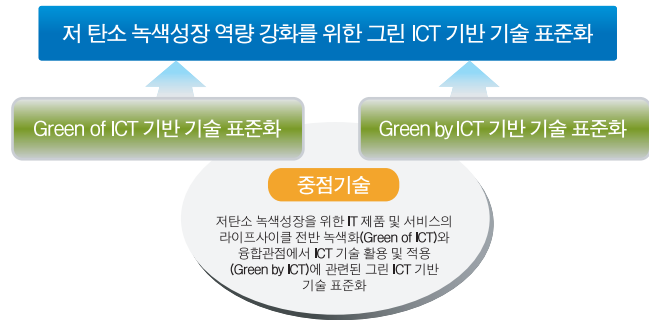 저 탄소 녹색성장 역량 강화를 위한 그린 ICT 기반 기술 표준화
Green of ICT 기반 기술 표준화
Green by ICT 기반 기술 표준화
중점기술
저탄소 녹색성장을 위한 IT 제품 및 서비스의
라이프사이클 전반 녹색화(Green of ICT)와
융합관점에서 ICT 기술 활용 및 적용
(Green by ICT)에 관련된 그린 ICT 기반
기술 표준화